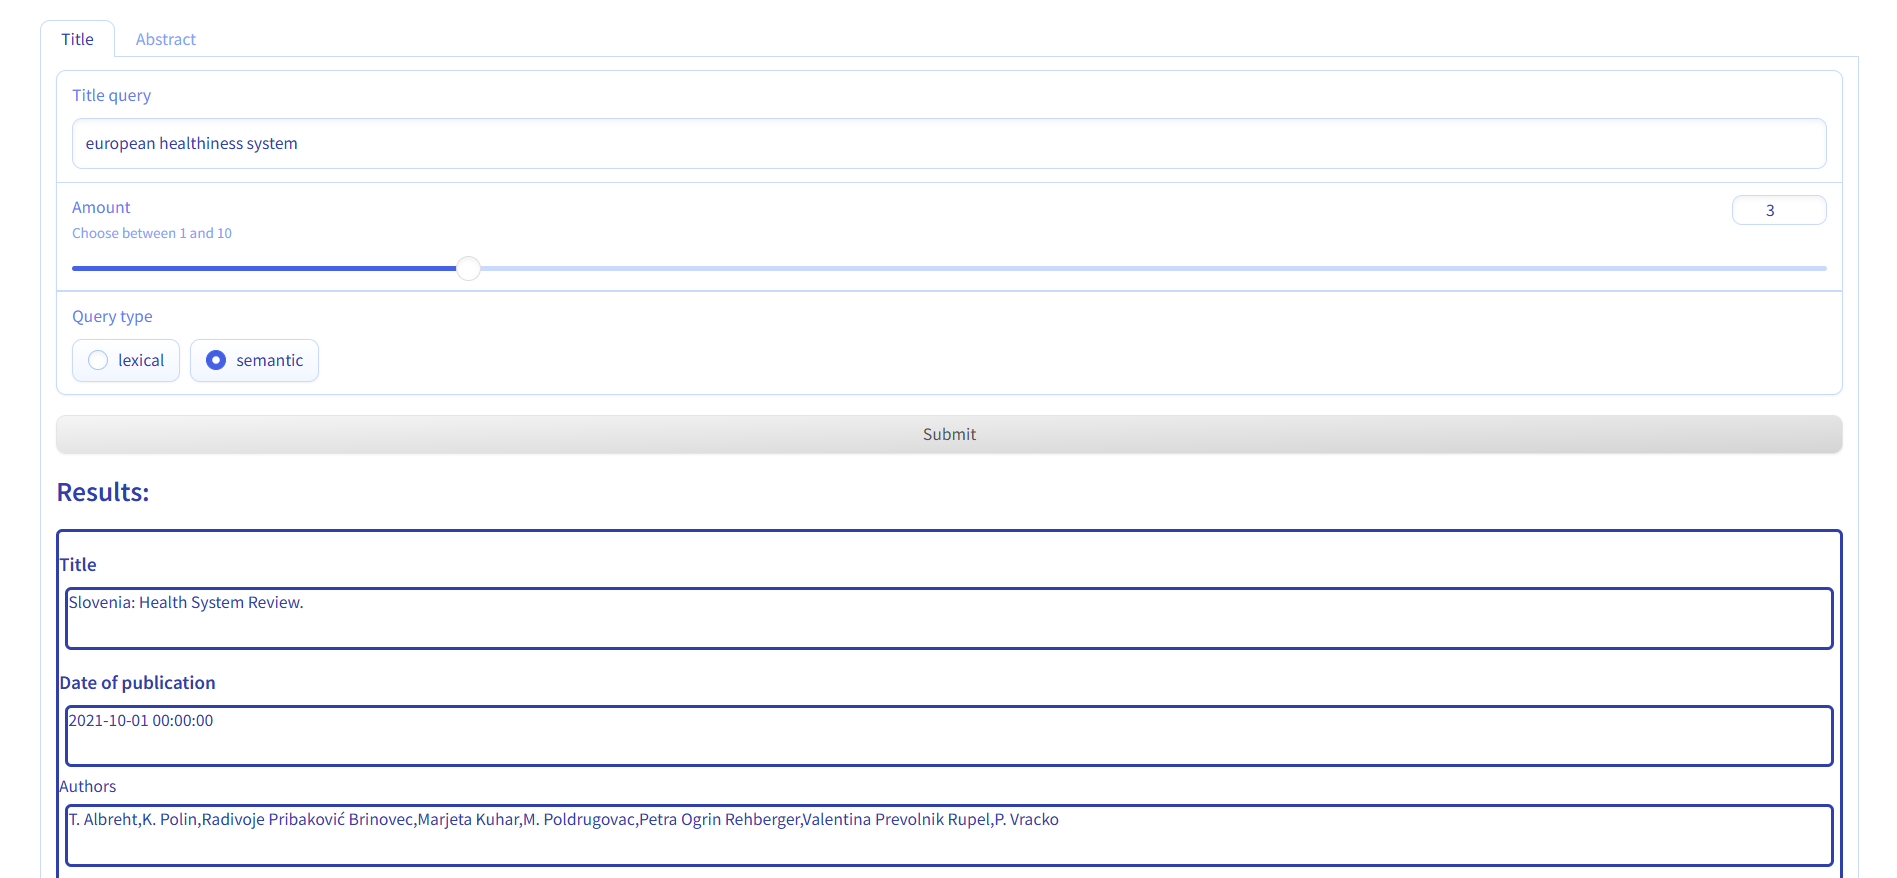 Title Abstract
Title query
european healthiness system
Amount 3
Choose between 1 and 10
Query type
lexical semantic
Submit
Results:
Title
Slovenia: Health System Review.
Date of publication
2021-10-01 00:00:00
Authors
T. Albreht,K. Polin,Radivoje Pribaković Brinovec,Marjeta Kuhar,M. Poldrugovac,Petra Ogrin Rehberger,Valentina Prevolnik Rupel,P. Vracko